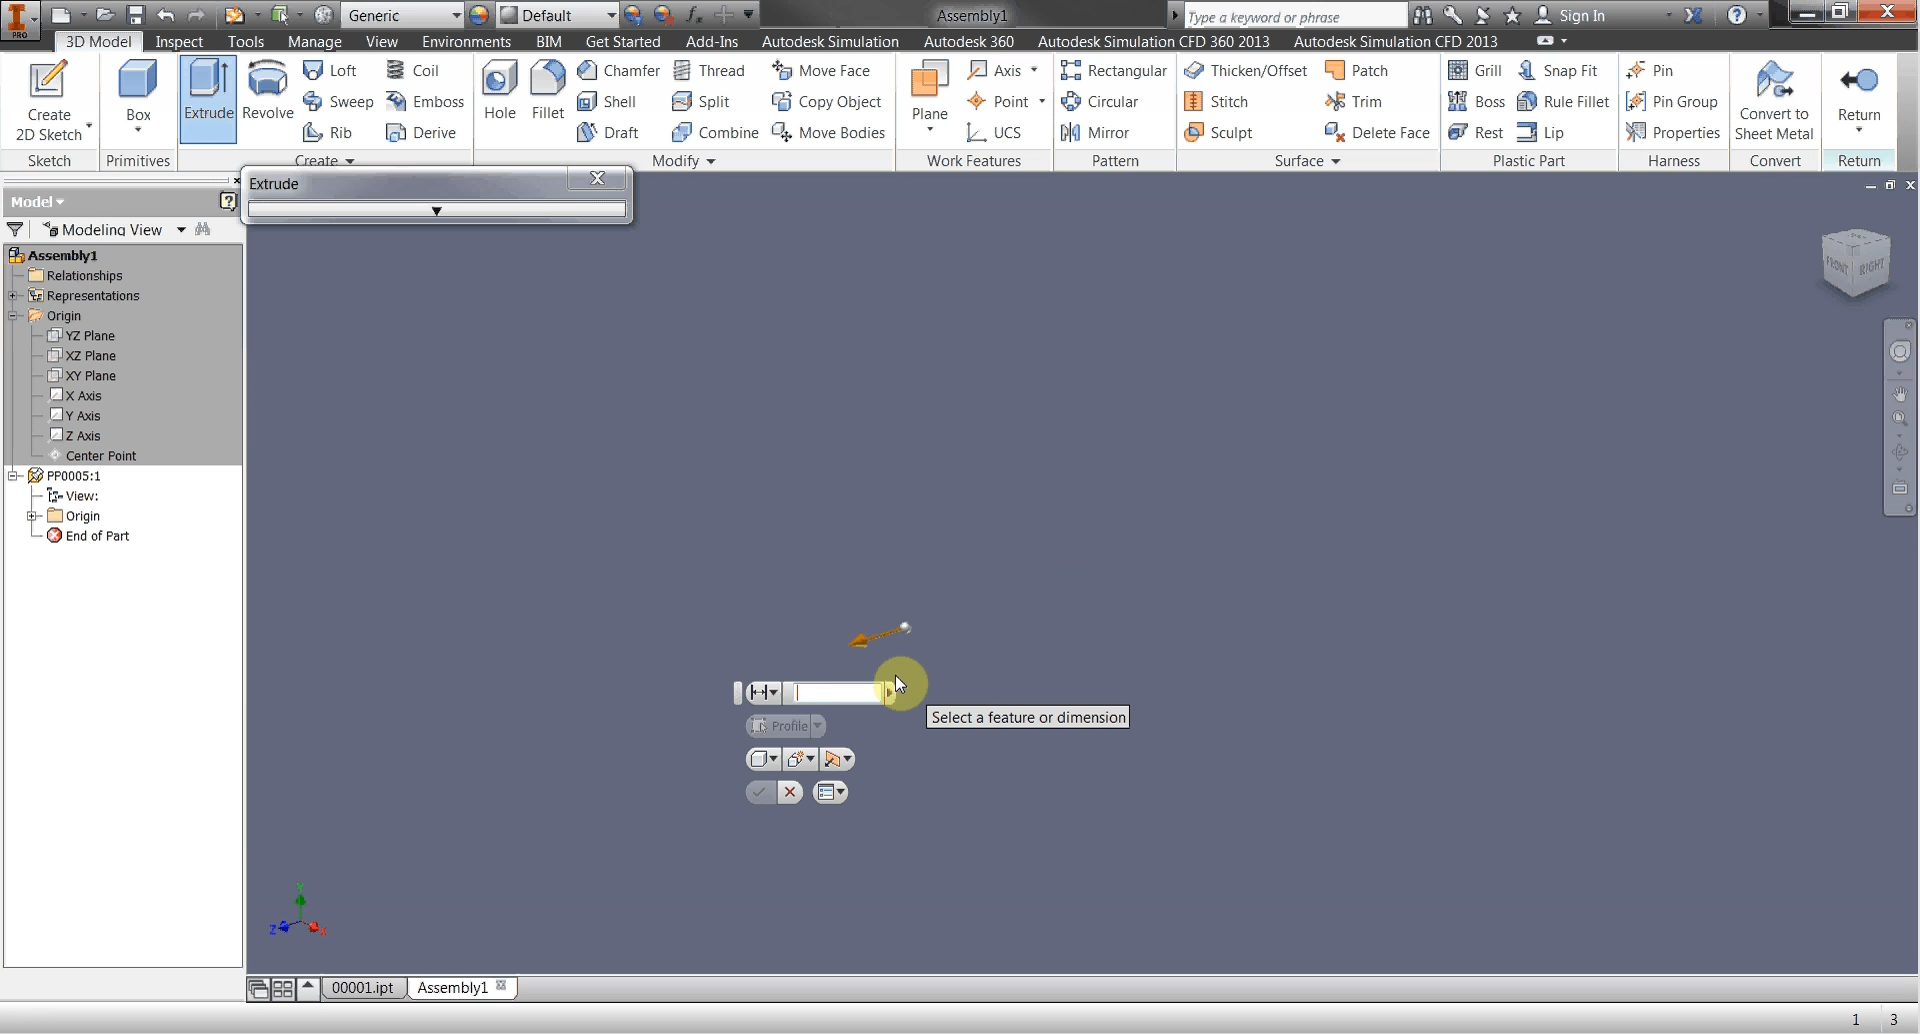 PRO
Generic
Default
Assembly1
Type a keyword or phrase
Sign In
3D Model
Inspect
Tools
Manage
View
Environments
BIM
Get Started
Add-Ins
Autodesk Simulation
Autodesk 360
Autodesk Simulation CFD 360 2013
Autodesk Simulation CFD 2013
Create
2D Sketch
Box
Extrude
Revolve
Loft
Coil
Sweep
Emboss
Rib
Derive
Hole
Fillet
Chamfer
Thread
Move Face
Shell
Split
Copy Object
Draft
Combine
Move Bodies
Plane
Axis
Point
UCS
Rectangular
Circular
Mirror
Thicken/Offset
Patch
Stitch
Trim
Sculpt
Delete Face
Grill
Snap Fit
Boss
Rule Fillet
Rest
Lip
Pin
Pin Group
Properties
Convert to
Sheet Metal
Return
Sketch
Primitives
Create
Modify
Work Features
Pattern
Surface
Plastic Part
Harness
Convert
Return
Extrude
Model
Modeling View
Assembly1
Relationships
Representations
Origin
YZ Plane
XZ Plane
XY Plane
X Axis
Y Axis
Z Axis
Center Point
PP0005:1
View:
Origin
End of Part
FRONT
RIGHT
Profile
Select a feature or dimension
Y
Z
X
00001.ipt
Assembly1
1 3